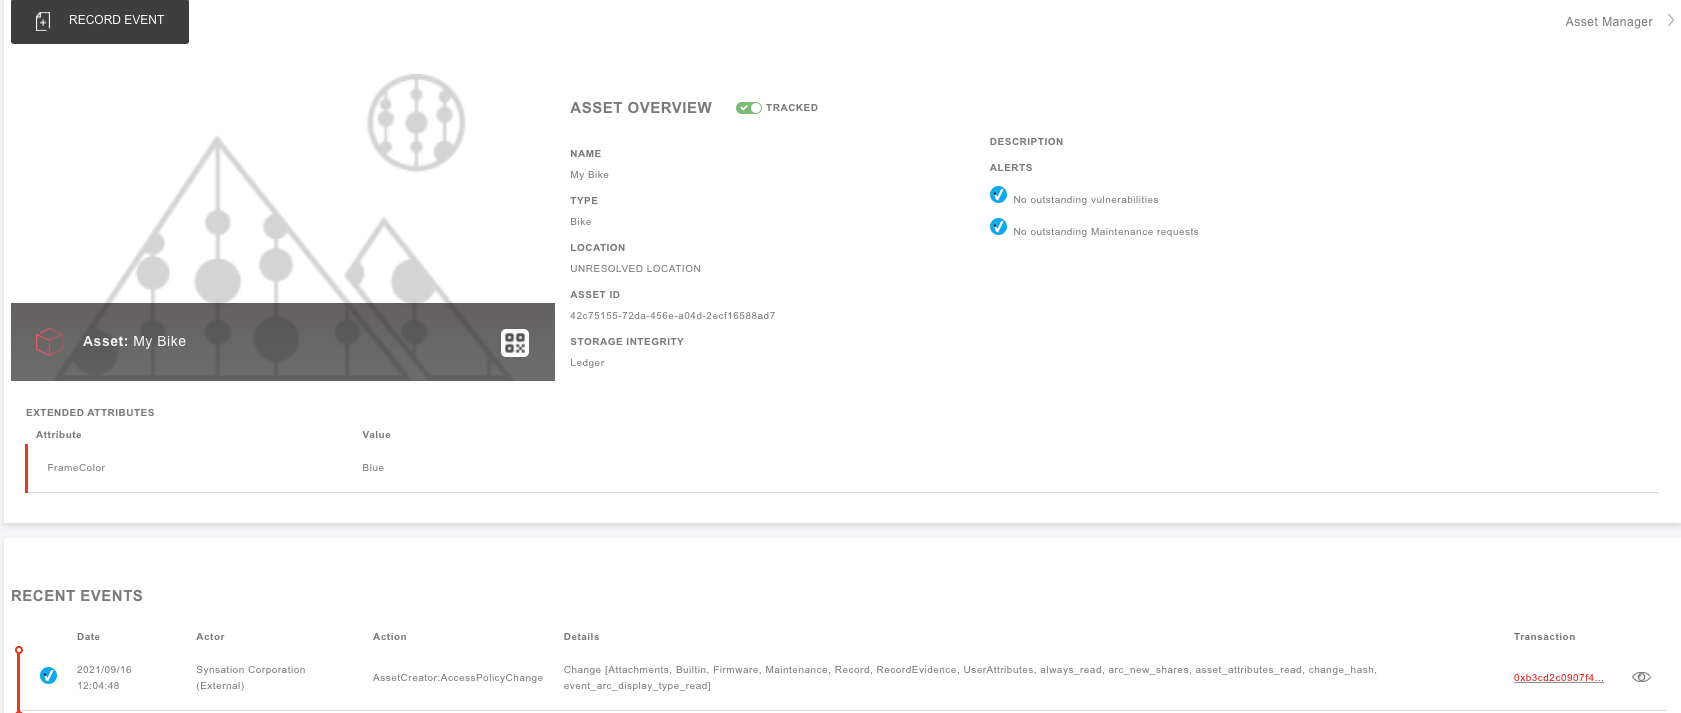 RECORD EVENT
Asset Manager
ASSET OVERVIEW
TRACKED
NAME
My Bike
TYPE
Bike
LOCATION
UNRESOLVED LOCATION
ASSET ID
42c75155-72da-456e-a04d-2ecf16588ad7
STORAGE INTEGRITY
Ledger
DESCRIPTION
ALERTS
No outstanding vulnerabilities
No outstanding Maintenance requests
Asset: My Bike
EXTENDED ATTRIBUTES
Attribute Value
FrameColor Blue
RECENT EVENTS
Date Actor Action Details Transaction
2021/09/16
12:04:48
Synsation Corporation
(External)
AssetCreator:AccessPolicyChange
Change [Attachments, Builtin, Firmware, Maintenance, Record, RecordEvidence, UserAttributes, always_read, arc_new_shares, asset_attributes_read, change_hash,
event_arc_display_type_read]
0xb3cd2c0907f4...